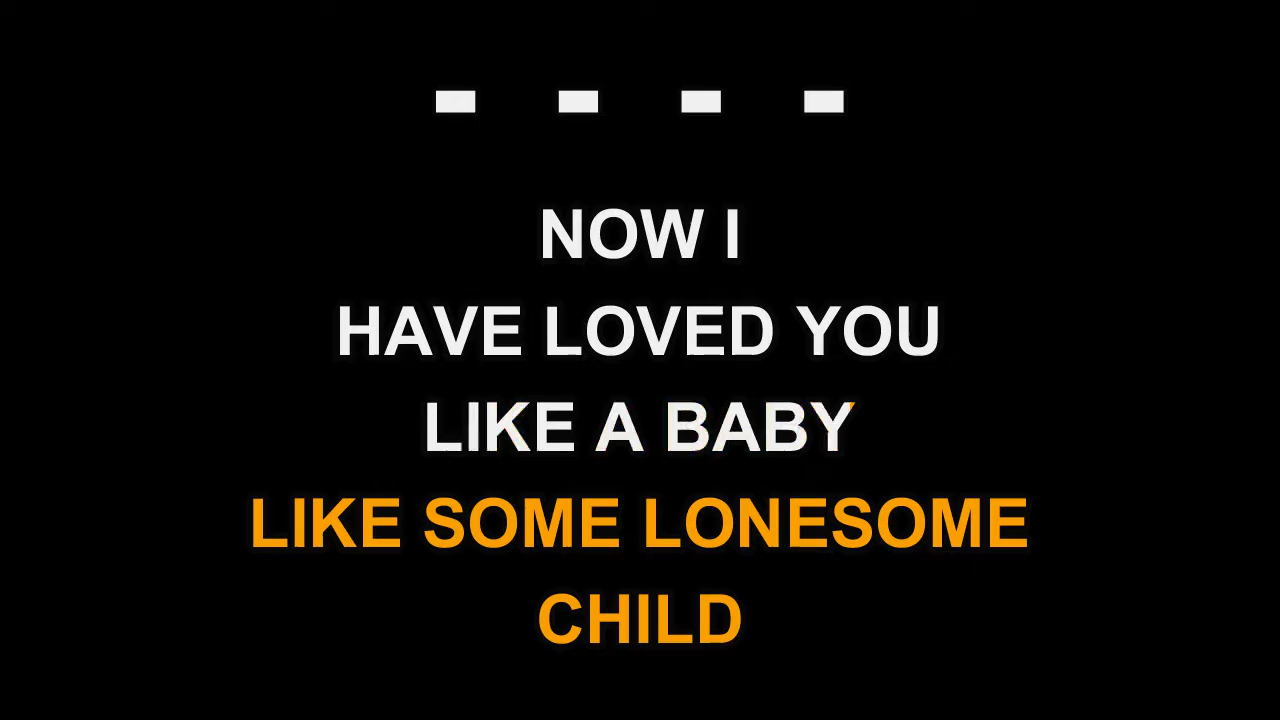 - - - -
NOW I
HAVE LOVED YOU
LIKE A BABY
LIKE SOME LONESOME
CHILD